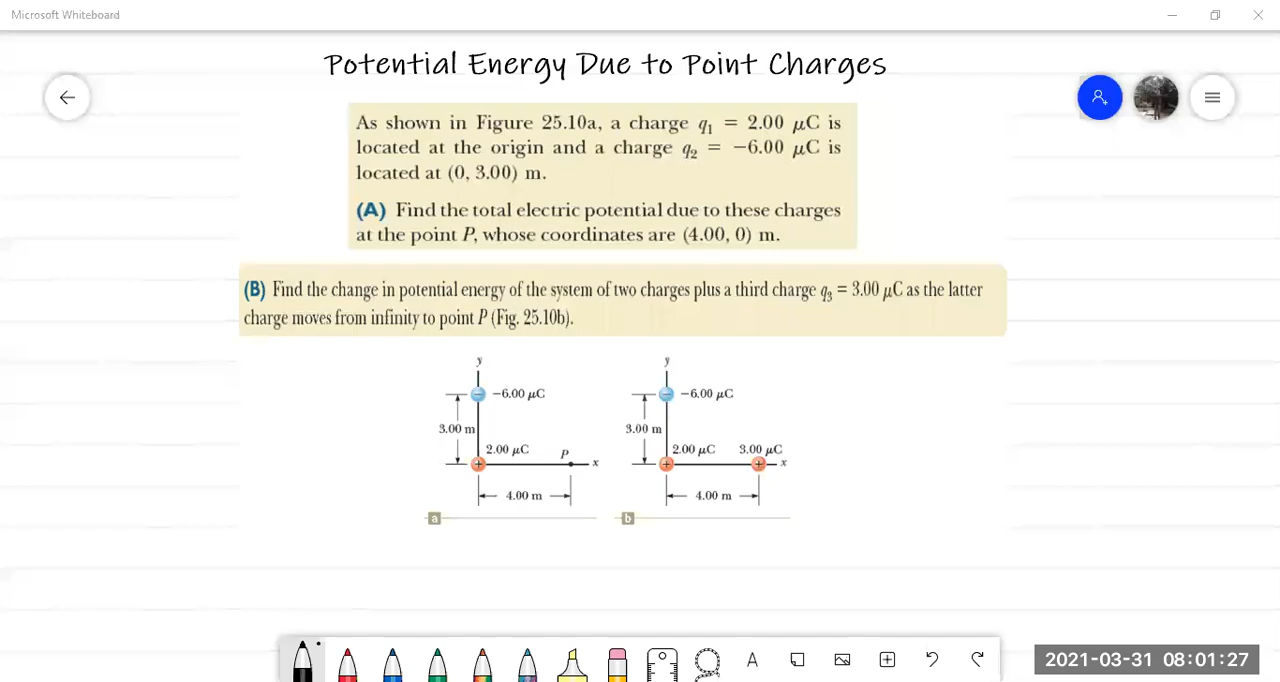 Microsoft Whiteboard
Potential Energy Due to Point Charges
As shown in Figure 25.10a, a charge q₁ = 2.00 μC is
located at the origin and a charge q₂ = −6.00 μC is
located at (0, 3.00) m.
(A) Find the total electric potential due to these charges
at the point P, whose coordinates are (4.00, 0) m.
(B) Find the change in potential energy of the system of two charges plus a third charge q₃ = 3.00 μC as the latter
charge moves from infinity to point P (Fig. 25.10b).
y
−6.00 μC
3.00 m
2.00 μC
P
x
4.00 m
a
y
−6.00 μC
3.00 m
2.00 μC
3.00 μC
x
4.00 m
b
A
2021-03-31 08:01:27